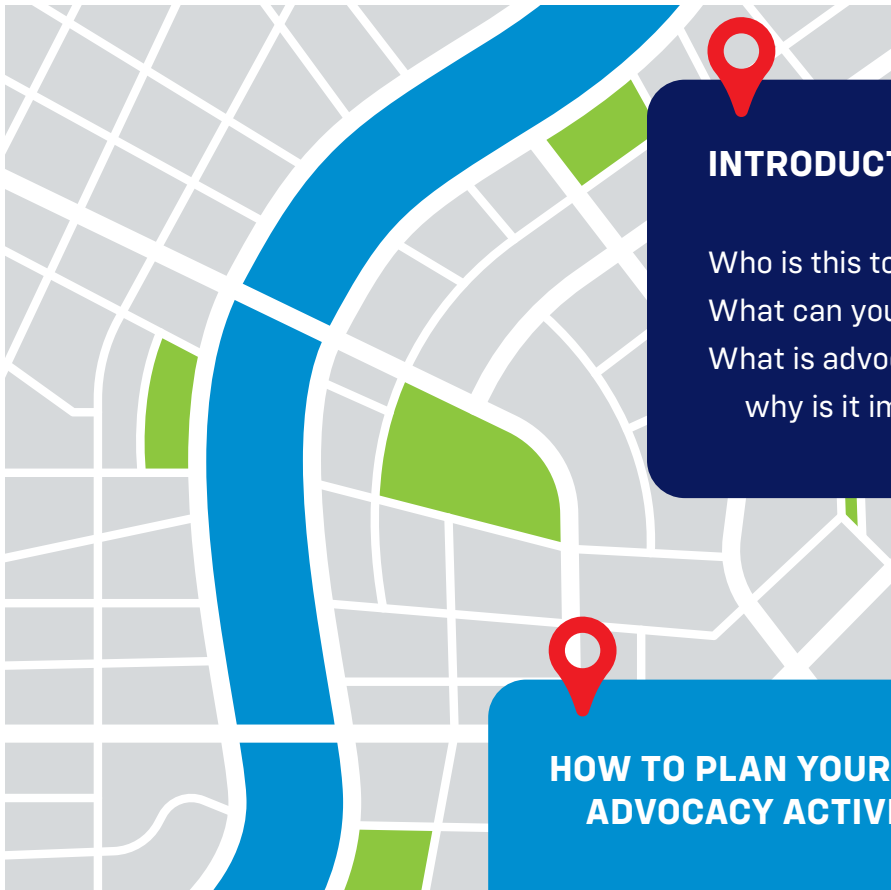 INTRODUCT
Who is this to
What can you
What is advo
why is it im
HOW TO PLAN YOUR
ADVOCACY ACTIVI